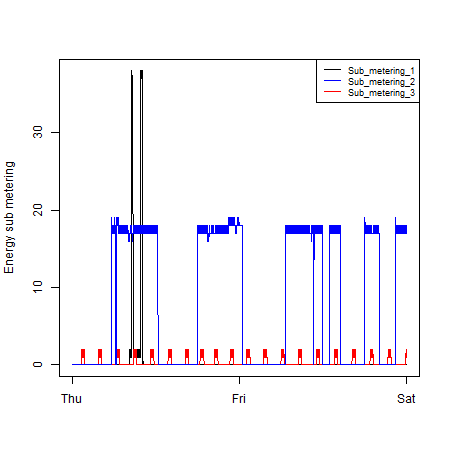 Sub_metering_1
Sub_metering_2
Sub_metering_3
Energy sub metering
30
20
10
0
Thu Fri Sat